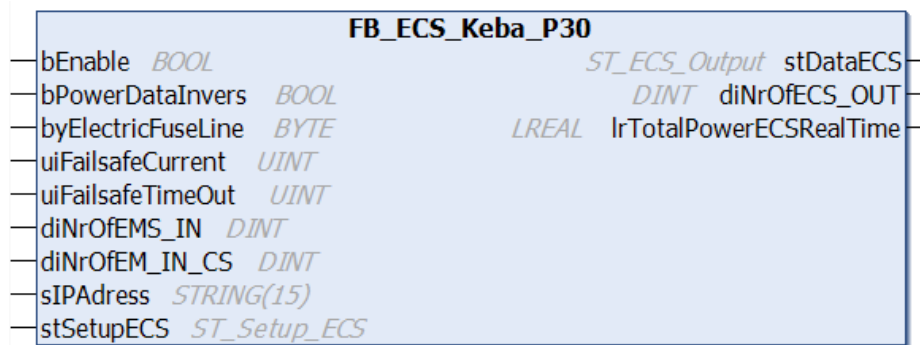 FB_ECS_Keba_P30
bEnable BOOL ST_ECS_Output stDataECS
bPowerDataInvers BOOL DINT diNrOfECS_OUT
byElectricFuseLine BYTE LREAL lrTotalPowerECSRealTime
uiFailsafeCurrent UINT
uiFailsafeTimeOut UINT
diNrOfEMS_IN DINT
diNrOfEM_IN_CS DINT
sIPAdress STRING(15)
stSetupECS ST_Setup_ECS